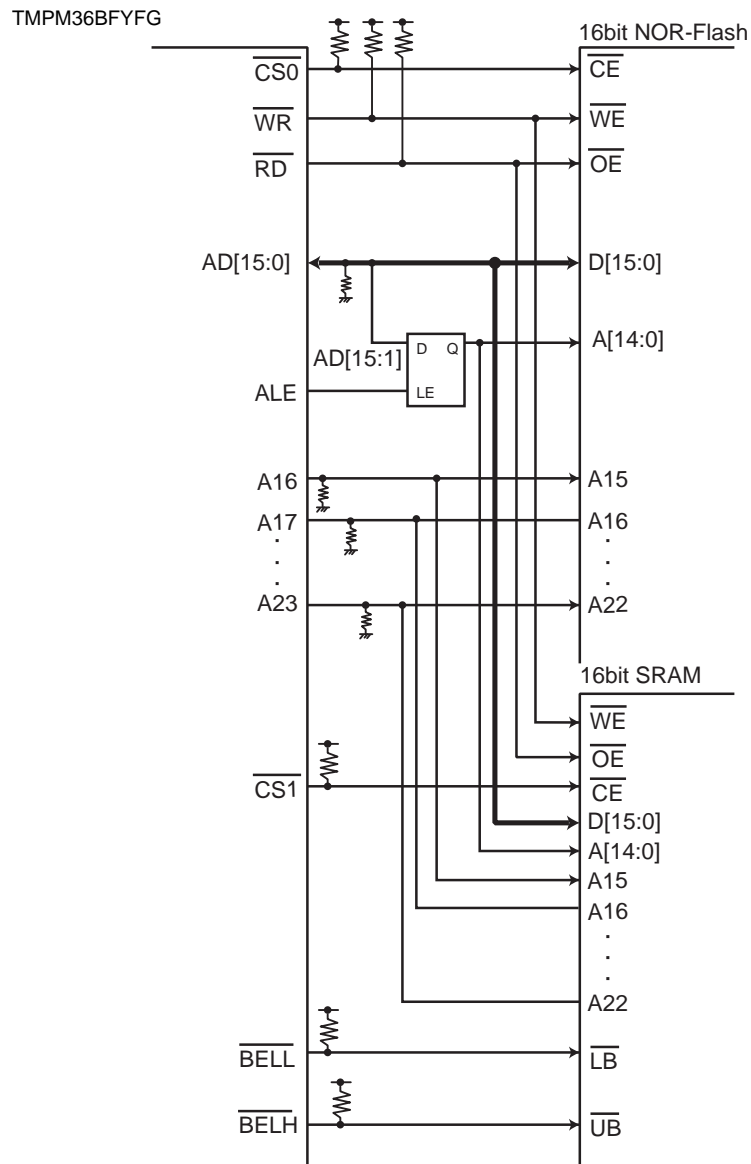 TMPM36BFYFG
16bit NOR-Flash
CS0
CE
WR
WE
RD
OE
AD[15:0]
D[15:0]
AD[15:1]
D Q
A[14:0]
ALE
LE
A16
A15
A17
A16
.
.
.
.
.
.
A23
A22
16bit SRAM
WE
OE
CS1
CE
D[15:0]
A[14:0]
A15
A16
.
.
.
A22
BELL
LB
BELH
UB